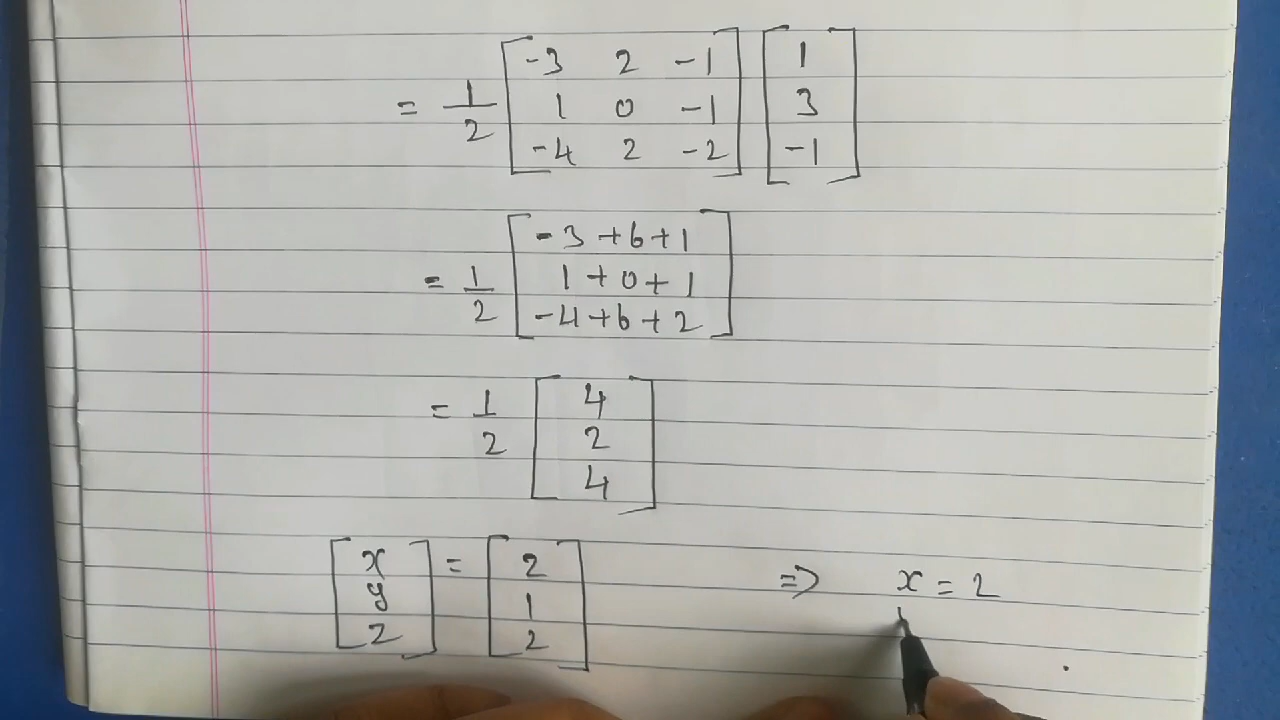 = 1/2 [-3 2 -1] [1]
[1 0 -1] [3]
[-4 2 -2] [-1]
= 1/2 [-3+6+1]
[1+0+1]
[-4+6+2]
= 1/2 [4]
[2]
[4]
[x] = [2] => x = 2
[y] [1]
[z] [2]